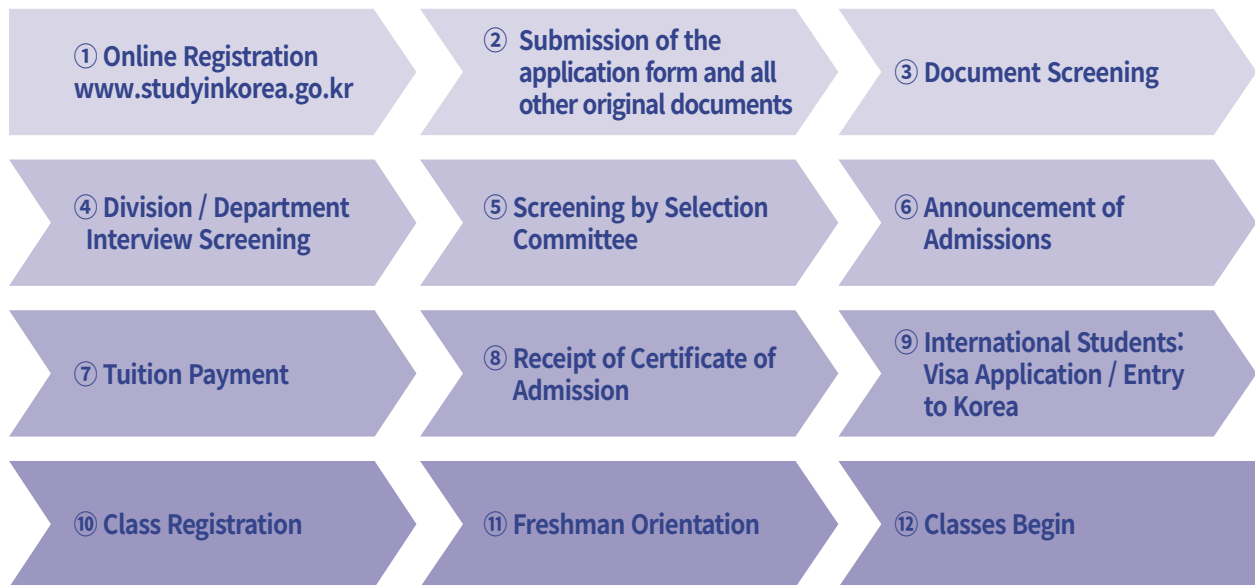 ① Online Registration
www.studyinkorea.go.kr
② Submission of the
application form and all
other original documents
③ Document Screening
④ Division / Department
Interview Screening
⑤ Screening by Selection
Committee
⑥ Announcement of
Admissions
⑦ Tuition Payment
⑧ Receipt of Certificate of
Admission
⑨ International Students:
Visa Application / Entry
to Korea
⑩ Class Registration
⑪ Freshman Orientation
⑫ Classes Begin